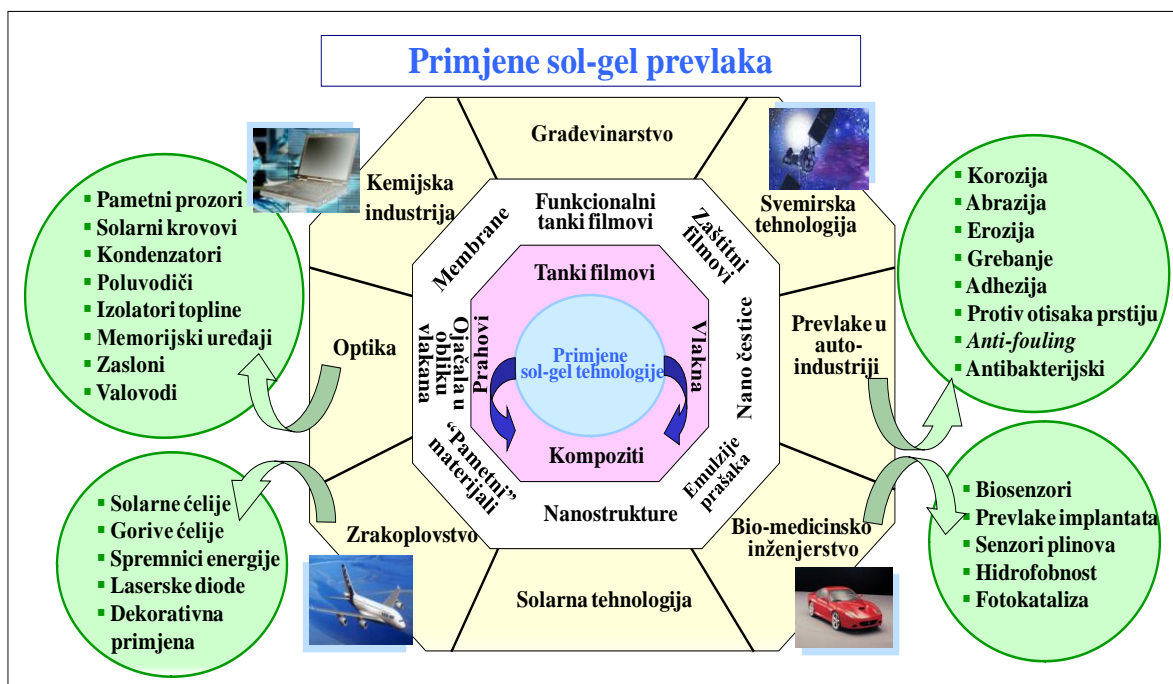 Primjene sol-gel prevlaka
Građevinarstvo
Kemijska
industrija
Svemirska
tehnologija
Optika
Prevlake u
auto-
industriji
Zrakoplovstvo
Bio-medicinsko
inženjerstvo
Solarna tehnologija
Funkcionalni
tanki filmovi
Membrane
Zaštitni
filmovi
Ojačala u
obliku
vlakana
Nano čestice
“Pametni”
materijali
Emulzije
prašaka
Nanostrukture
Tanki filmovi
Prahovi
Vlakna
Kompoziti
Primjene
sol-gel tehnologije
▪ Pametni prozori
▪ Solarni krovovi
▪ Kondenzatori
▪ Poluvodiči
▪ Izolatori topline
▪ Memorijski uređaji
▪ Zasloni
▪ Valovodi
▪ Solarne ćelije
▪ Gorive ćelije
▪ Spremnici energije
▪ Laserske diode
▪ Dekorativna
primjena
▪ Korozija
▪ Abrazija
▪ Erozija
▪ Grebanje
▪ Adhezija
▪ Protiv otisaka prstiju
▪ Anti-fouling
▪ Antibakterijski
▪ Biosenzori
▪ Prevlake implantata
▪ Senzori plinova
▪ Hidrofobnost
▪ Fotokataliza